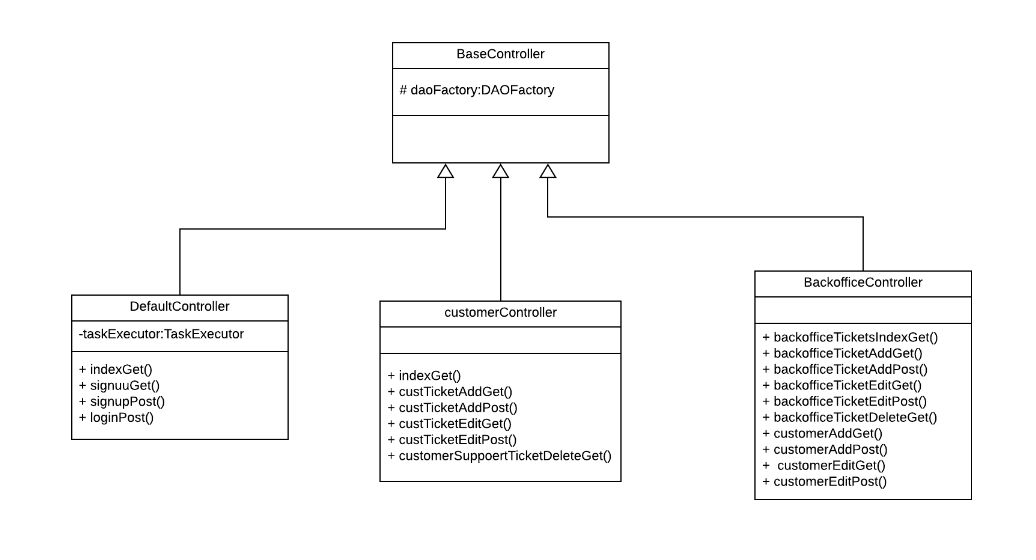 BaseController
# daoFactory:DAOFactory
DefaultController
-taskExecutor:TaskExecutor
+ indexGet()
+ signuuGet()
+ signupPost()
+ loginPost()
customerController
+ indexGet()
+ custTicketAddGet()
+ custTicketAddPost()
+ custTicketEditGet()
+ custTicketEditPost()
+ customerSuppoertTicketDeleteGet()
BackofficeController
+ backofficeTicketsIndexGet()
+ backofficeTicketAddGet()
+ backofficeTicketAddPost()
+ backofficeTicketEditGet()
+ backofficeTicketEditPost()
+ backofficeTicketDeleteGet()
+ customerAddGet()
+ customerAddPost()
+  customerEditGet()
+ customerEditPost()